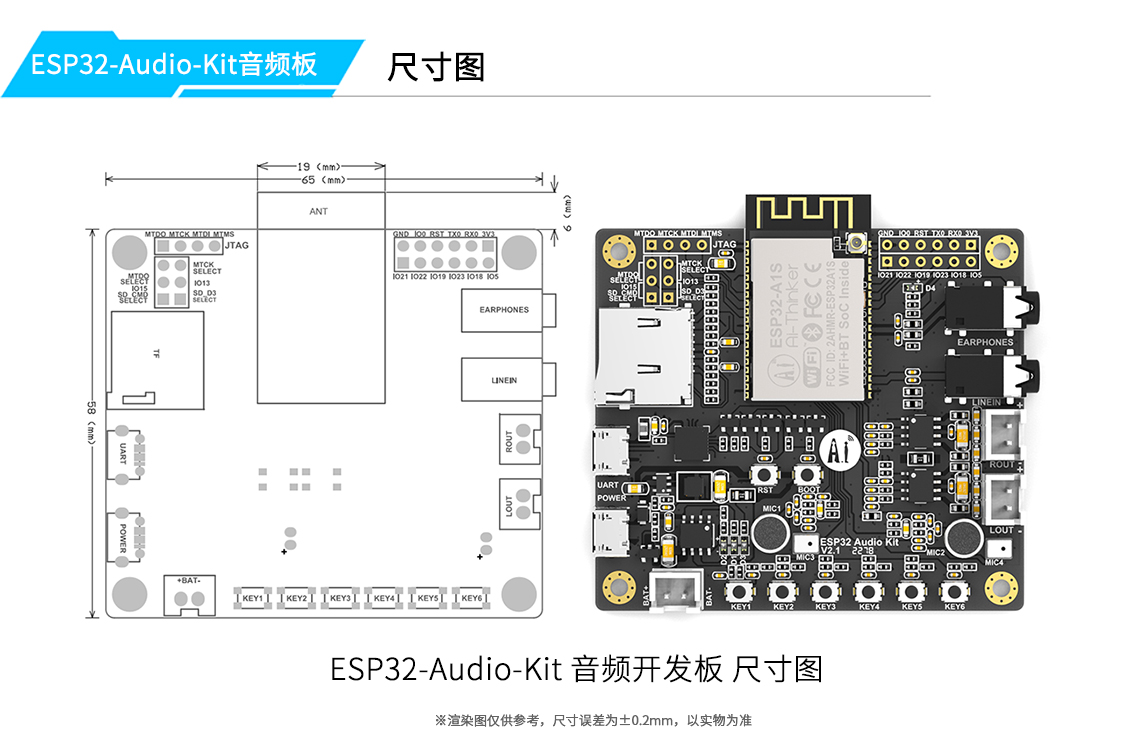 ESP32-Audio-Kit音频板
尺寸图
19 (mm)
65 (mm)
6 (mm)
58 (mm)
ANT
MTDO MTCK MTDI MTMS
JTAG
MTDO
SELECT
IO15
SD_CMD
SELECT
MTCK
SELECT
IO13
SD_D3
SELECT
GND IO0 RST TX0 RX0 3V3
IO21 IO22 IO19 IO23 IO18 IO5
EARPHONES
TF
LINEIN
UART
ROUT
LOUT
POWER
+
+
+BAT-
KEY1 KEY2 KEY3 KEY4 KEY5 KEY6
MTDO MTCK MTDI MTMS
JTAG
MTDO
SELECT
IO15
SD_CMD
SELECT
MTCK
SELECT
IO13
SD_D3
SELECT
GND IO0 RST TX0 RX0 3V3
IO21 IO22 IO19 IO23 IO18 IO5
ESP32-A1S
Ai-Thinker
FCC CE
Ai WiFi
FCC ID: 2AHMR-ESP32A1S
WiFi+BT SoC Inside
D4
EARPHONES
LINEIN
+
A.i
ROUT
UART
POWER
RST
BOOT
MIC1
LOUT
ESP32 Audio Kit
V2.1 2278
MIC2
MIC3
MIC4
BAT+
BAT-
KEY1 KEY2 KEY3 KEY4 KEY5 KEY6
ESP32-Audio-Kit 音频开发板 尺寸图
※渲染图仅供参考，尺寸误差为±0.2mm，以实物为准